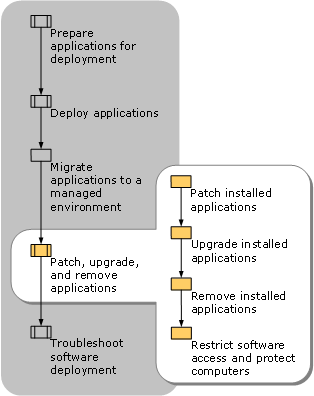 Prepare
applications for
deployment
Deploy applications
Migrate
applications to a
managed
environment
Patch, upgrade,
and remove
applications
Troubleshoot
software
deployment
Patch installed
applications
Upgrade installed
applications
Remove installed
applications
Restrict software
access and protect
computers